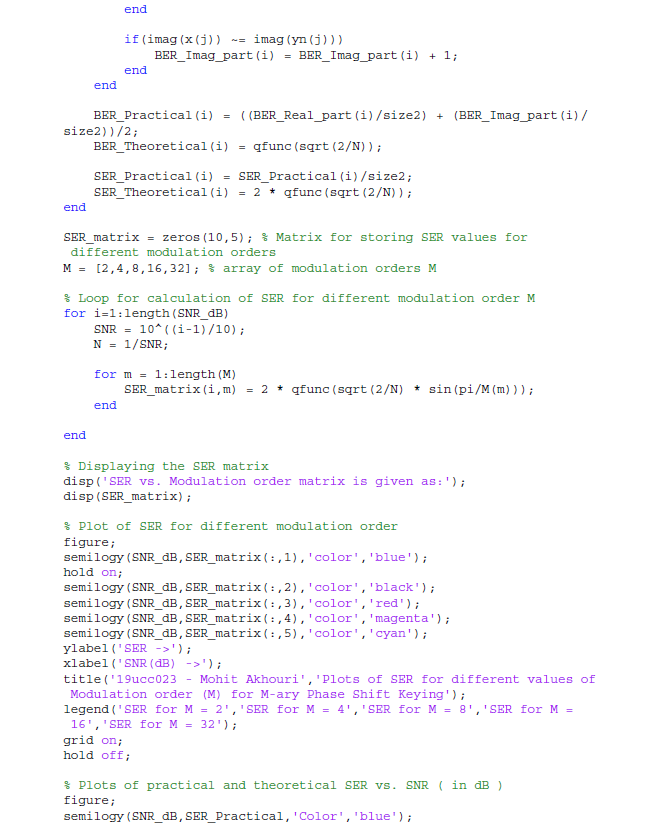 end
if(imag(x(j)) ~= imag(yn(j)))
BER_Imag_part(i) = BER_Imag_part(i) + 1;
end
end
BER_Practical(i) = ((BER_Real_part(i)/size2) + (BER_Imag_part(i)/
size2))/2;
BER_Theoretical(i) = qfunc(sqrt(2/N));
SER_Practical(i) = SER_Practical(i)/size2;
SER_Theoretical(i) = 2 * qfunc(sqrt(2/N));
end
SER_matrix = zeros(10,5); % Matrix for storing SER values for
different modulation orders
M = [2,4,8,16,32]; % array of modulation orders M
% Loop for calculation of SER for different modulation order M
for i=1:length(SNR_dB)
SNR = 10^((i-1)/10);
N = 1/SNR;
for m = 1:length(M)
SER_matrix(i,m) = 2 * qfunc(sqrt(2/N) * sin(pi/M(m)));
end
end
% Displaying the SER matrix
disp('SER vs. Modulation order matrix is given as:');
disp(SER_matrix);
% Plot of SER for different modulation order
figure;
semilogy(SNR_dB,SER_matrix(:,1),'color','blue');
hold on;
semilogy(SNR_dB,SER_matrix(:,2),'color','black');
semilogy(SNR_dB,SER_matrix(:,3),'color','red');
semilogy(SNR_dB,SER_matrix(:,4),'color','magenta');
semilogy(SNR_dB,SER_matrix(:,5),'color','cyan');
ylabel('SER ->');
xlabel('SNR(dB) ->');
title('19ucc023 - Mohit Akhouri','Plots of SER for different values of
Modulation order (M) for M-ary Phase Shift Keying');
legend('SER for M = 2','SER for M = 4','SER for M = 8','SER for M =
16','SER for M = 32');
grid on;
hold off;
% Plots of practical and theoretical SER vs. SNR ( in dB )
figure;
semilogy(SNR_dB,SER_Practical,'Color','blue');